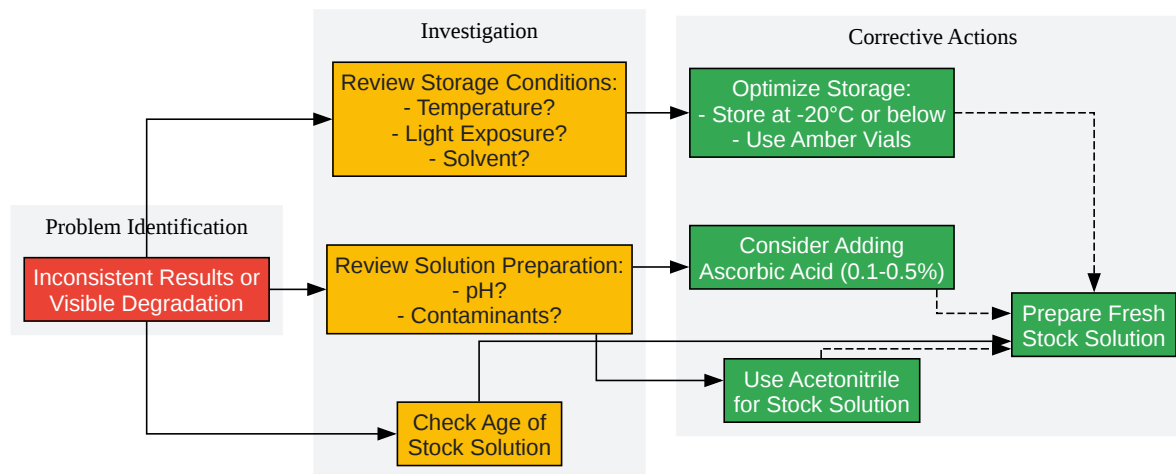 Investigation
Corrective Actions
Review Storage Conditions:
- Temperature?
- Light Exposure?
- Solvent?
Optimize Storage:
- Store at -20°C or below
- Use Amber Vials
Problem Identification
Inconsistent Results or
Visible Degradation
Review Solution Preparation:
- pH?
- Contaminants?
Consider Adding
Ascorbic Acid (0.1-0.5%)
Prepare Fresh
Stock Solution
Use Acetonitrile
for Stock Solution
Check Age of
Stock Solution